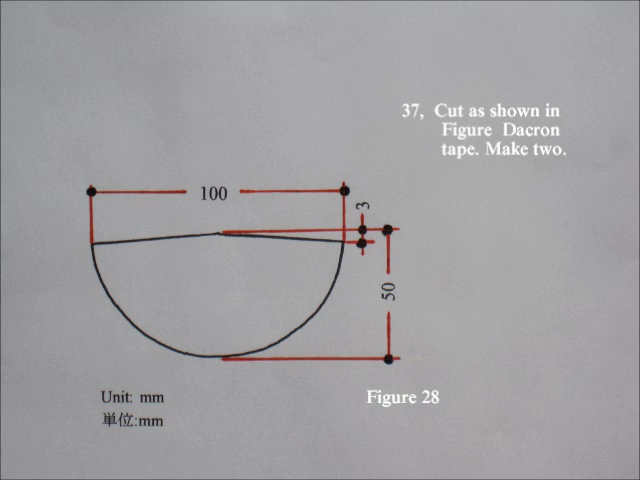 37, Cut as shown in
Figure Dacron
tape. Make two.
100
3
50
Unit: mm
単位:mm
Figure 28